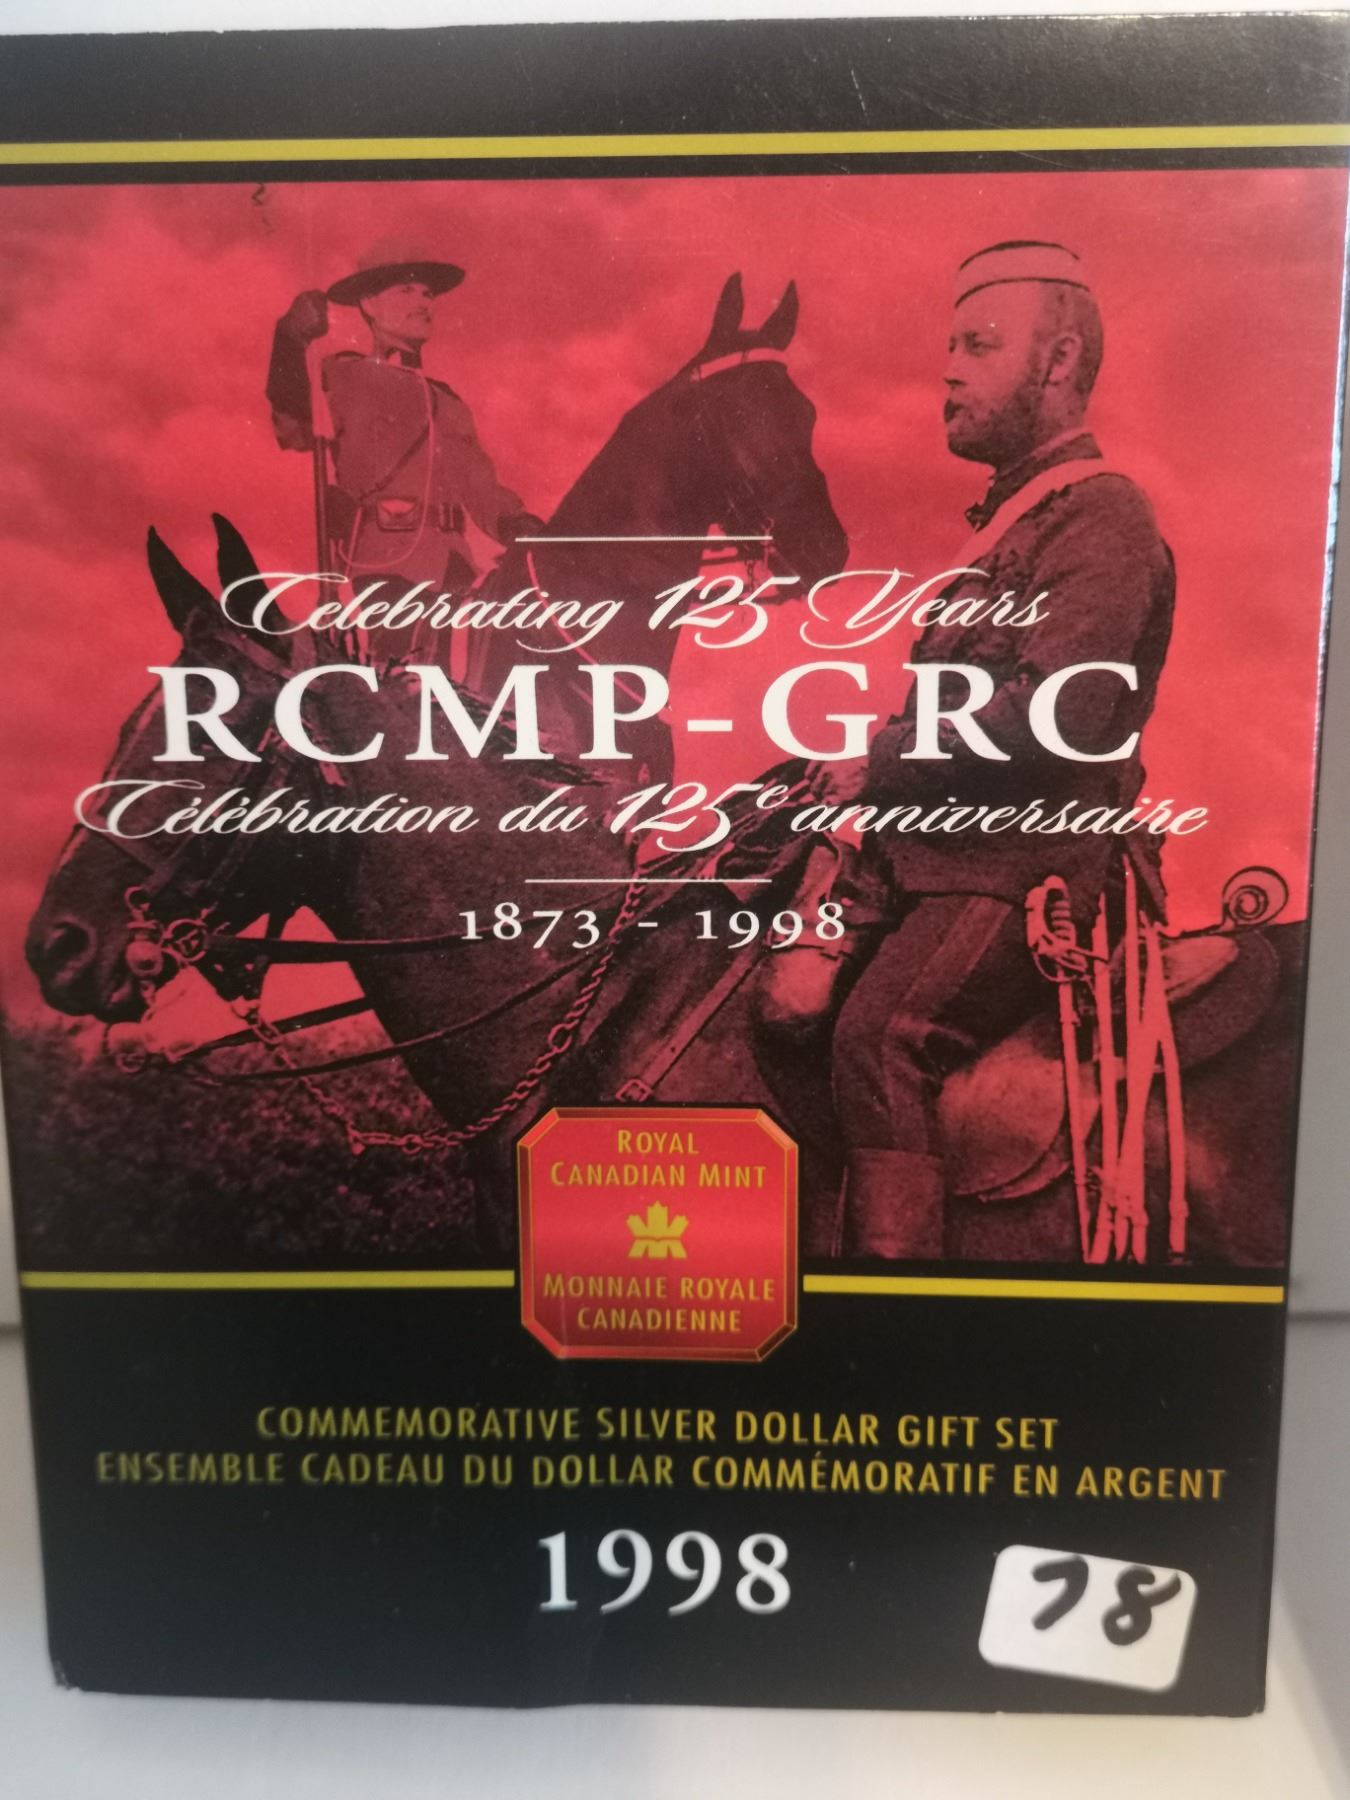 Celebrating 125 Years
RCMP-GRC
Célébration du 125e anniversaire
1873 - 1998
ROYAL
CANADIAN MINT
MONNAIE ROYALE
CANADIENNE
COMMEMORATIVE SILVER DOLLAR GIFT SET
ENSEMBLE CADEAU DU DOLLAR COMMÉMORATIF EN ARGENT
1998
78